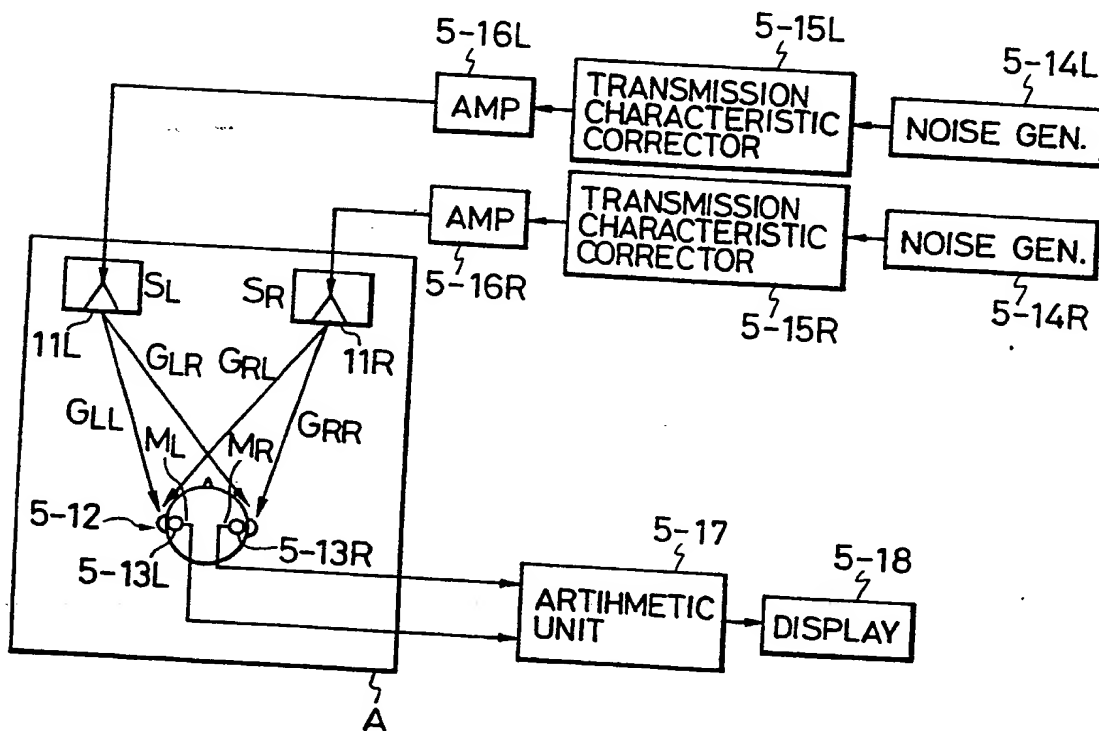 5-16L
5-15L
5-14L
AMP
TRANSMISSION
CHARACTERISTIC
CORRECTOR
NOISE GEN.
AMP
TRANSMISSION
CHARACTERISTIC
CORRECTOR
NOISE GEN.
5-16R
5-15R
5-14R
SL
SR
11L
11R
GLR
GRL
GLL
GRR
ML
MR
5-12
5-13L
5-13R
5-17
5-18
ARTIHMETIC
UNIT
DISPLAY
A